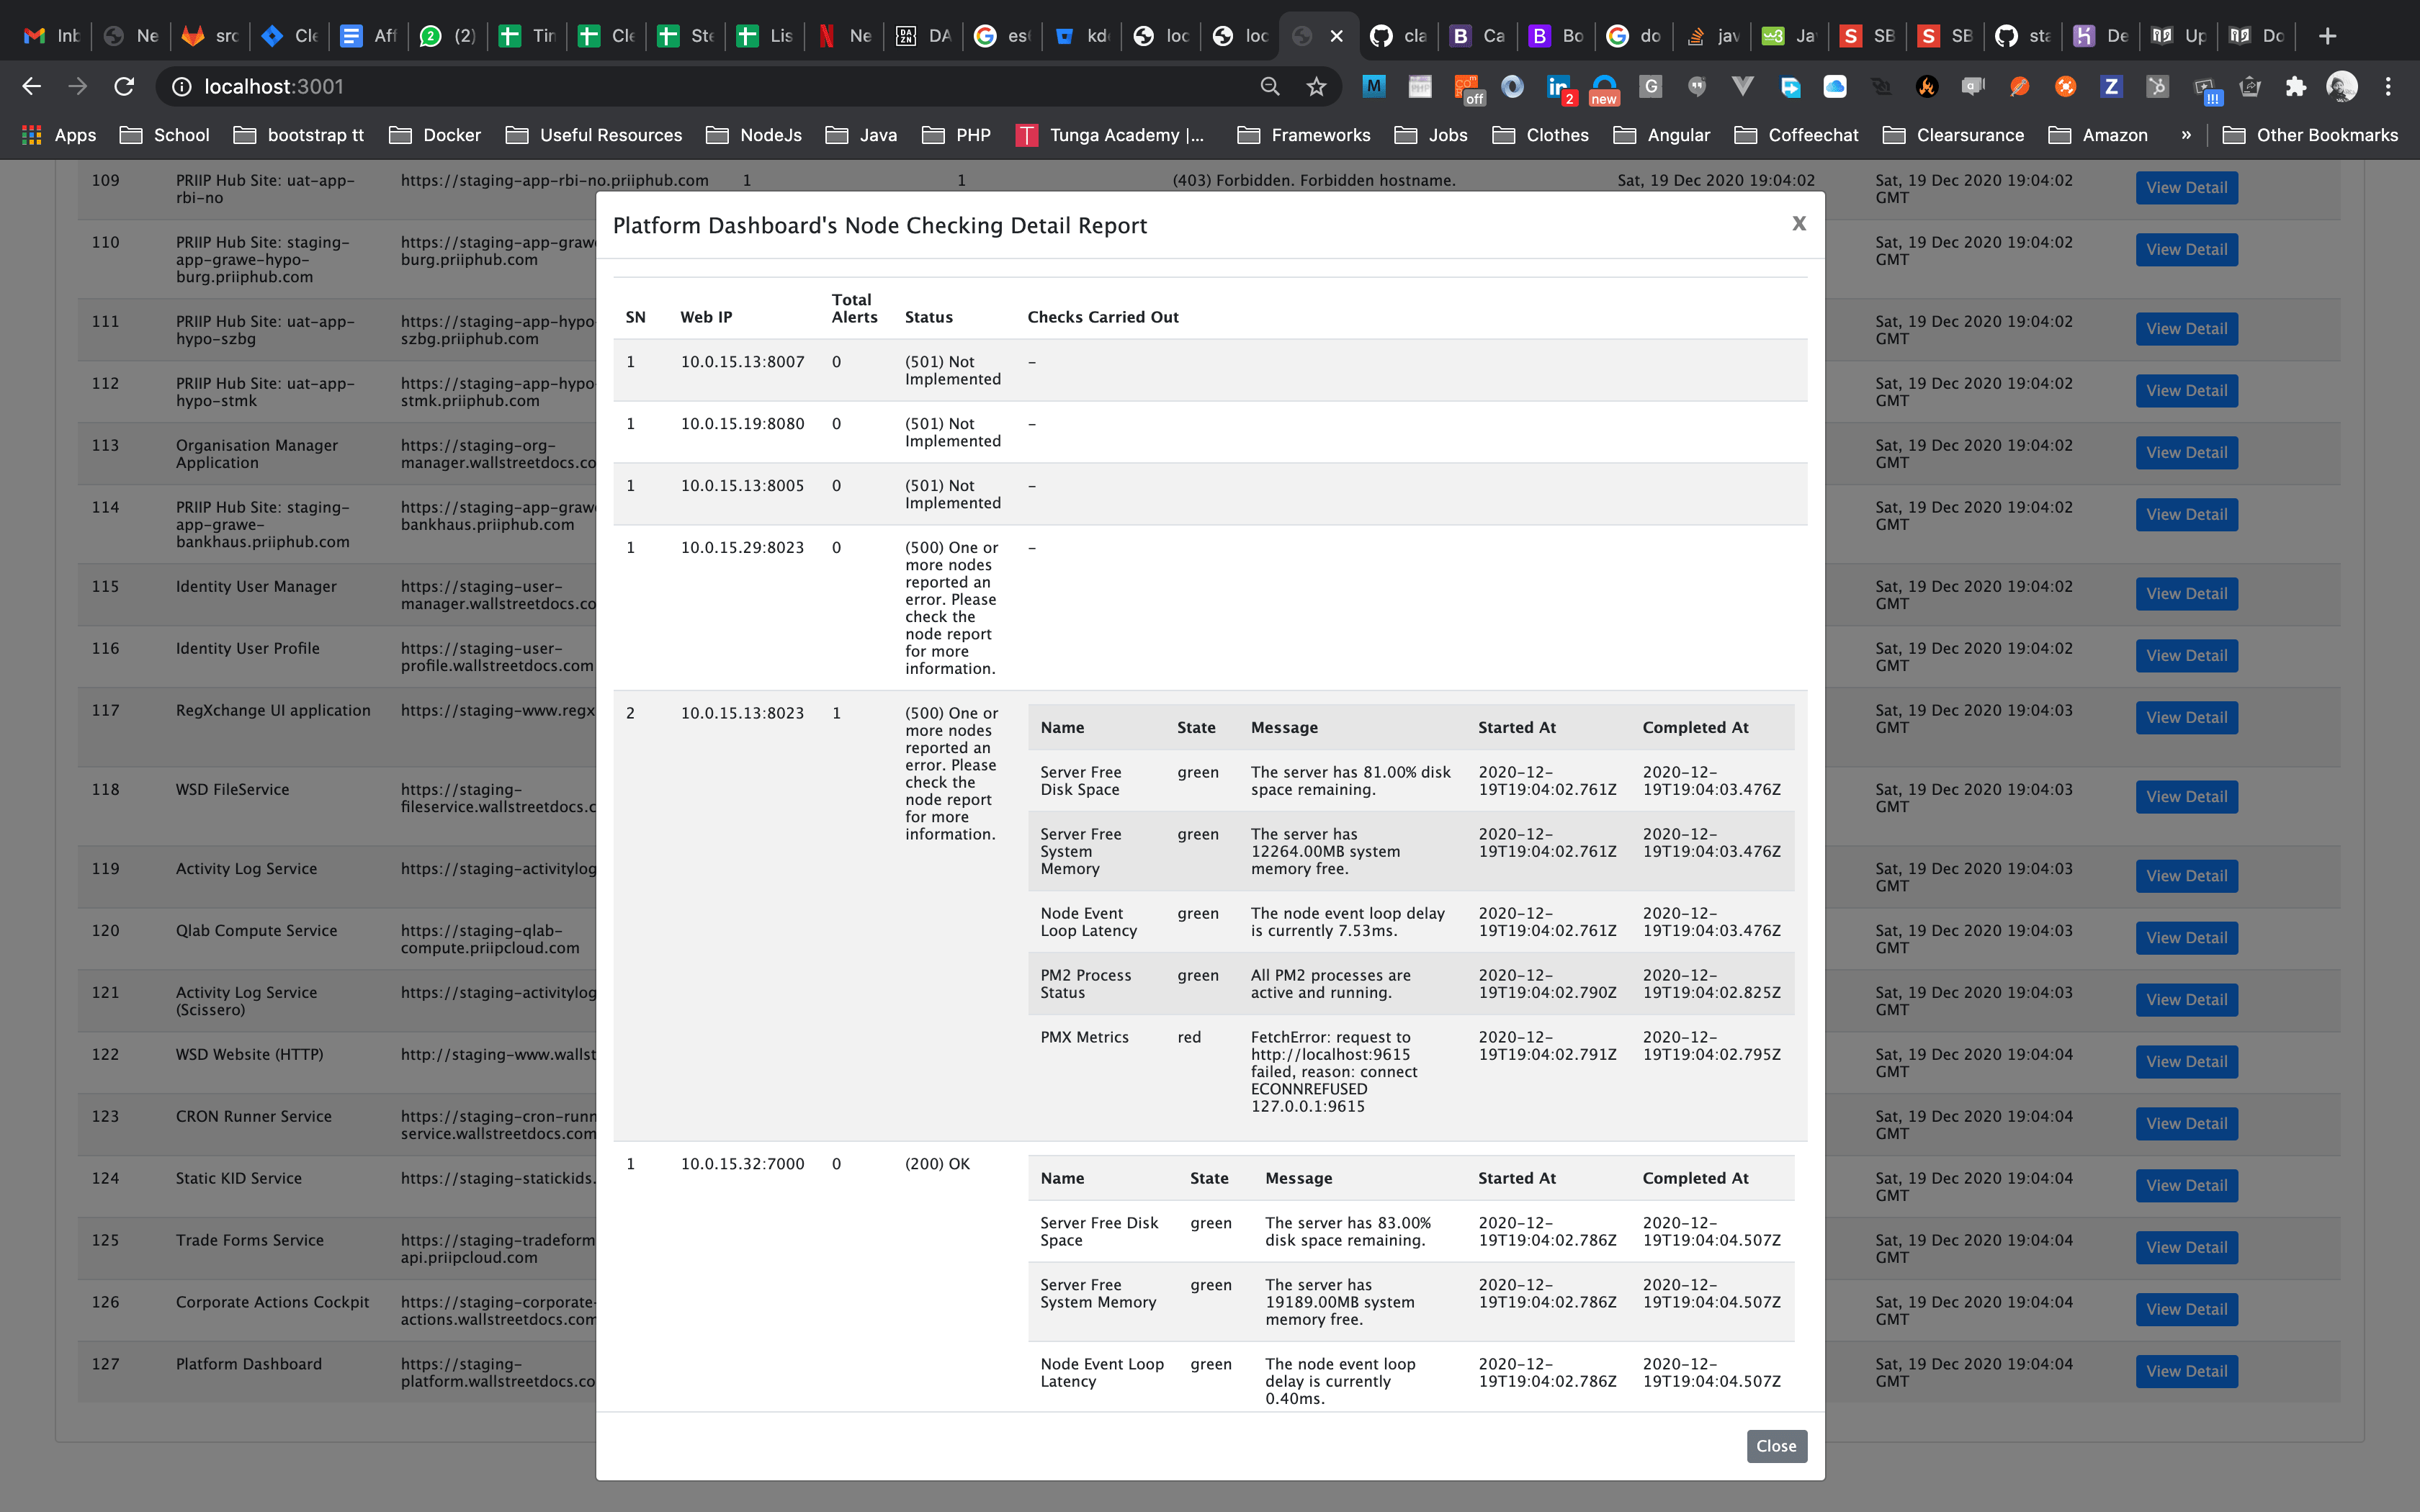 Inb Ne src Cle Aff (2) Tin Cle Ste Lis Ne DA es6 kd loc loc cla Ca Bo do jav Ja SB SB sta De Up Do
localhost:3001
off 2 new !!!
Apps School bootstrap tt Docker Useful Resources NodeJs Java PHP Tunga Academy |... Frameworks Jobs Clothes Angular Coffeechat Clearsurance Amazon » Other Bookmarks
109 PRIIP Hub Site: uat-app- https://staging-app-rbi-no.priiphub.com 1 1 (403) Forbidden. Forbidden hostname. Sat, 19 Dec 2020 19:04:02 Sat, 19 Dec 2020 19:04:02 View Detail
rbi-no GMT
Platform Dashboard's Node Checking Detail Report X
SN Web IP Total Alerts Status Checks Carried Out
1 10.0.15.13:8007 0 (501) Not –
Implemented
1 10.0.15.19:8080 0 (501) Not –
Implemented
1 10.0.15.13:8005 0 (501) Not –
Implemented
1 10.0.15.29:8023 0 (500) One or –
more nodes
reported an
error. Please
check the
node report
for more
information.
2 10.0.15.13:8023 1 (500) One or
more nodes
reported an
error. Please
check the
node report
for more
information.
Name State Message Started At Completed At
Server Free green The server has 81.00% disk 2020-12- 2020-12-
Disk Space space remaining. 19T19:04:02.761Z 19T19:04:03.476Z
Server Free green The server has 2020-12- 2020-12-
System 12264.00MB system 19T19:04:02.761Z 19T19:04:03.476Z
Memory memory free.
Node Event green The node event loop delay 2020-12- 2020-12-
Loop Latency is currently 7.53ms. 19T19:04:02.761Z 19T19:04:03.476Z
PM2 Process green All PM2 processes are 2020-12- 2020-12-
Status active and running. 19T19:04:02.790Z 19T19:04:02.825Z
PMX Metrics red FetchError: request to 2020-12- 2020-12-
http://localhost:9615 19T19:04:02.791Z 19T19:04:02.795Z
failed, reason: connect
ECONNREFUSED
127.0.0.1:9615
1 10.0.15.32:7000 0 (200) OK
Name State Message Started At Completed At
Server Free Disk green The server has 83.00% 2020-12- 2020-12-
Space disk space remaining. 19T19:04:02.786Z 19T19:04:04.507Z
Server Free green The server has 2020-12- 2020-12-
System Memory 19189.00MB system 19T19:04:02.786Z 19T19:04:04.507Z
memory free.
Node Event Loop green The node event loop 2020-12- 2020-12-
Latency delay is currently 19T19:04:02.786Z 19T19:04:04.507Z
0.40ms.
Close
110 PRIIP Hub Site: staging- https://staging-app-graw Sat, 19 Dec 2020 19:04:02 View Detail
app-grawe-hypo- burg.priiphub.com GMT
burg.priiphub.com
111 PRIIP Hub Site: uat-app- https://staging-app-hypo Sat, 19 Dec 2020 19:04:02 View Detail
hypo-szbg szbg.priiphub.com GMT
112 PRIIP Hub Site: uat-app- https://staging-app-hypo Sat, 19 Dec 2020 19:04:02 View Detail
hypo-stmk stmk.priiphub.com GMT
113 Organisation Manager https://staging-org- Sat, 19 Dec 2020 19:04:02 View Detail
Application manager.wallstreetdocs.co GMT
114 PRIIP Hub Site: staging- https://staging-app-graw Sat, 19 Dec 2020 19:04:02 View Detail
app-grawe- bankhaus.priiphub.com GMT
bankhaus.priiphub.com
115 Identity User Manager https://staging-user- Sat, 19 Dec 2020 19:04:02 View Detail
manager.wallstreetdocs.co GMT
116 Identity User Profile https://staging-user- Sat, 19 Dec 2020 19:04:02 View Detail
profile.wallstreetdocs.com GMT
117 RegXchange UI application https://staging-www.regx Sat, 19 Dec 2020 19:04:03 View Detail
GMT
118 WSD FileService https://staging- Sat, 19 Dec 2020 19:04:03 View Detail
fileservice.wallstreetdocs.c GMT
119 Activity Log Service https://staging-activitylog Sat, 19 Dec 2020 19:04:03 View Detail
GMT
120 Qlab Compute Service https://staging-qlab- Sat, 19 Dec 2020 19:04:03 View Detail
compute.priipcloud.com GMT
121 Activity Log Service https://staging-activitylog Sat, 19 Dec 2020 19:04:03 View Detail
(Scissero) GMT
122 WSD Website (HTTP) http://staging-www.wallst Sat, 19 Dec 2020 19:04:04 View Detail
GMT
123 CRON Runner Service https://staging-cron-runn Sat, 19 Dec 2020 19:04:04 View Detail
service.wallstreetdocs.com GMT
124 Static KID Service https://staging-statickids. Sat, 19 Dec 2020 19:04:04 View Detail
GMT
125 Trade Forms Service https://staging-tradeform Sat, 19 Dec 2020 19:04:04 View Detail
api.priipcloud.com GMT
126 Corporate Actions Cockpit https://staging-corporate- Sat, 19 Dec 2020 19:04:04 View Detail
actions.wallstreetdocs.com GMT
127 Platform Dashboard https://staging- Sat, 19 Dec 2020 19:04:04 View Detail
platform.wallstreetdocs.co GMT